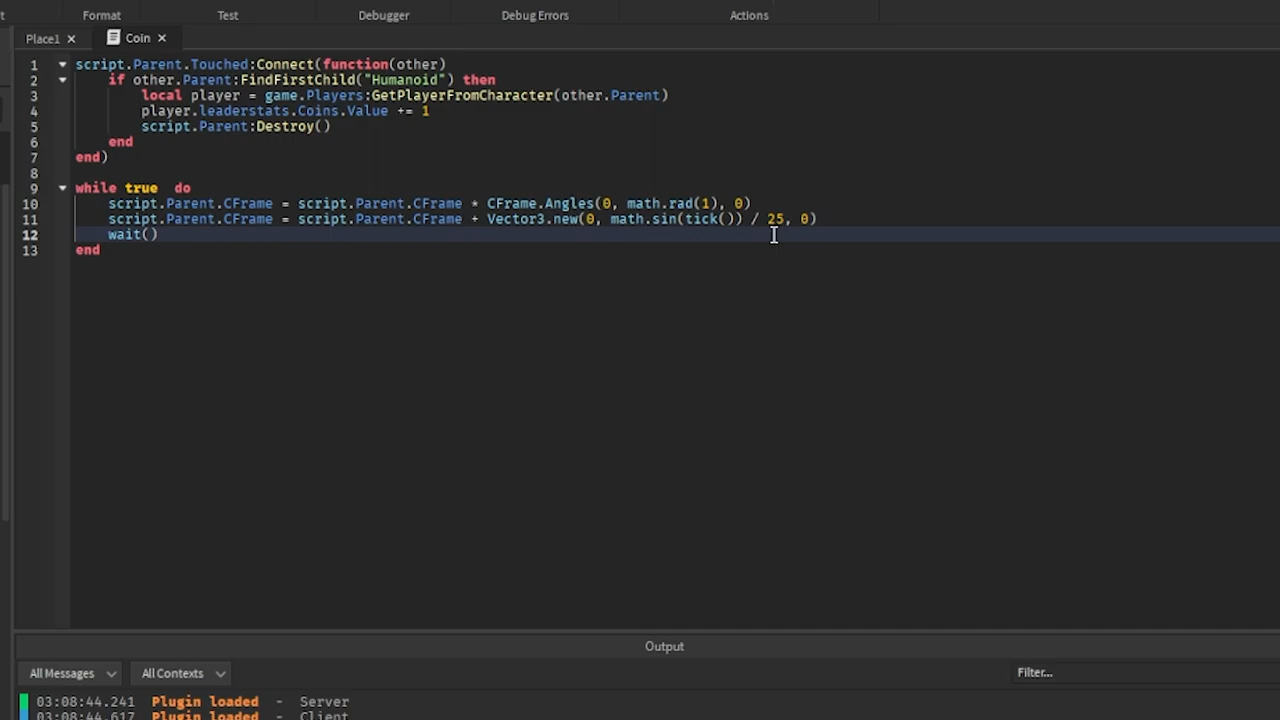 t Format Test Debugger Debug Errors Actions
Place1 × Coin ×
1 script.Parent.Touched:Connect(function(other)
2 if other.Parent:FindFirstChild("Humanoid") then
3 local player = game.Players:GetPlayerFromCharacter(other.Parent)
4 player.leaderstats.Coins.Value += 1
5 script.Parent:Destroy()
6 end
7 end)
8
9 while true  do
10 script.Parent.CFrame = script.Parent.CFrame * CFrame.Angles(0, math.rad(1), 0)
11 script.Parent.CFrame = script.Parent.CFrame + Vector3.new(0, math.sin(tick()) / 25, 0)
12 wait()
13 end
Output
All Messages All Contexts Filter...
03:08:44.241 Plugin loaded - Server
03:08:44.617 Plugin loaded - Client